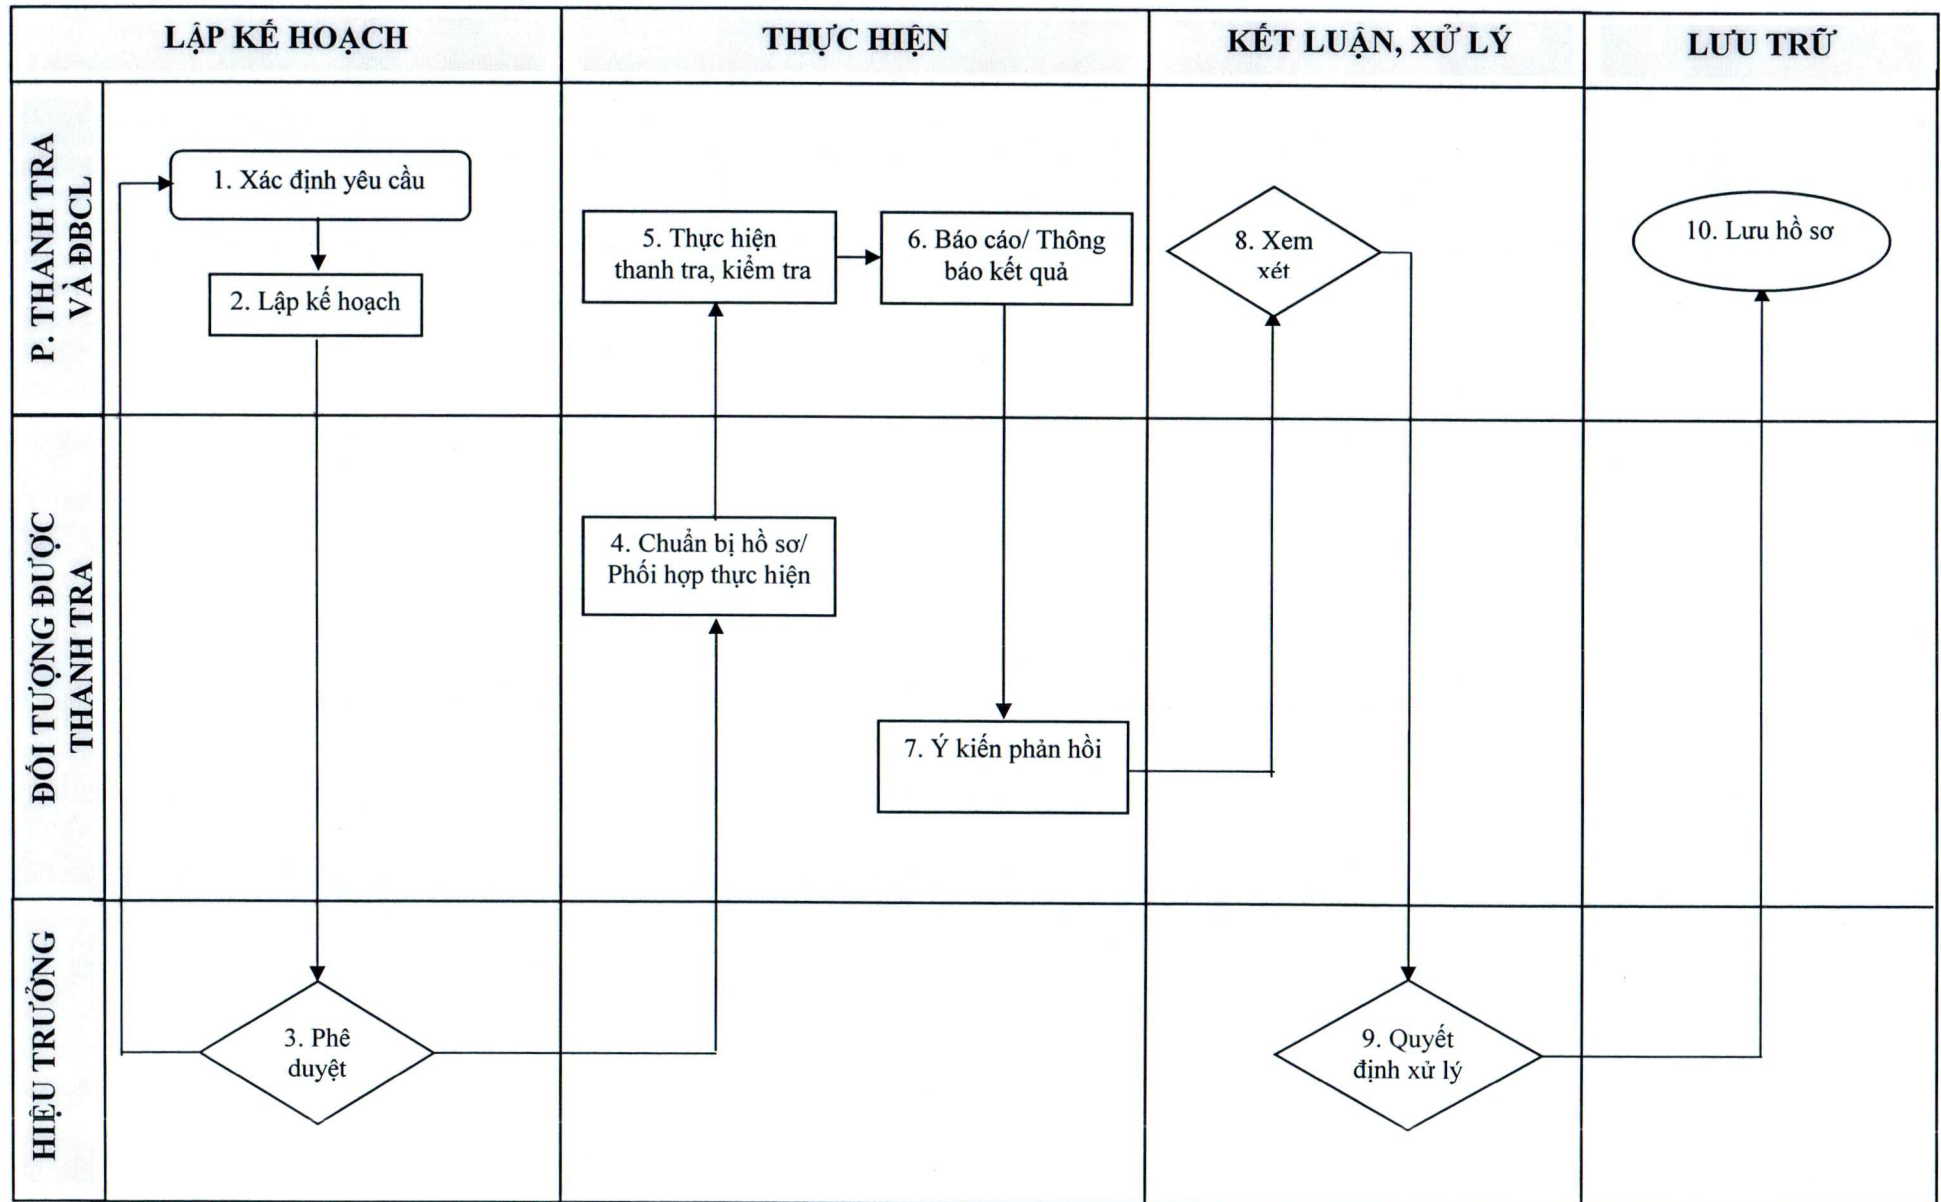 LẬP KẾ HOẠCH
THỰC HIỆN
KẾT LUẬN, XỬ LÝ
LƯU TRỮ
P. THANH TRA
VÀ ĐBCL
1. Xác định yêu cầu
2. Lập kế hoạch
5. Thực hiện
thanh tra, kiểm tra
6. Báo cáo/ Thông
báo kết quả
8. Xem
xét
10. Lưu hồ sơ
ĐỐI TƯỢNG ĐƯỢC
THANH TRA
4. Chuẩn bị hồ sơ/
Phối hợp thực hiện
7. Ý kiến phản hồi
HIỆU TRƯỞNG
3. Phê
duyệt
9. Quyết
định xử lý